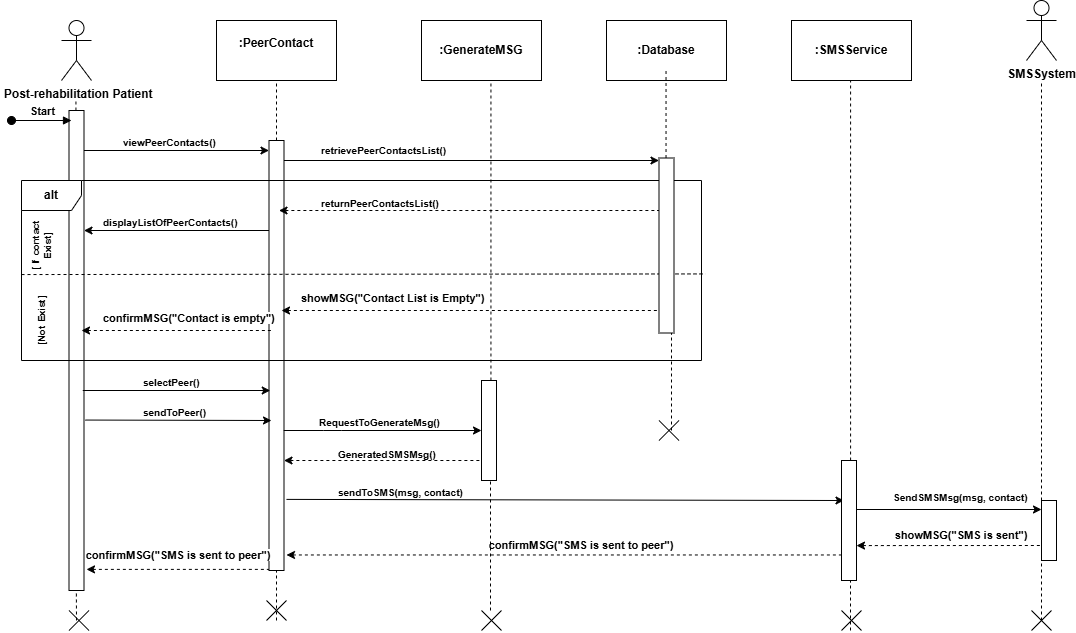 :PeerContact
:GenerateMSG
:Database
:SMSService
SMSSystem
Post-rehabilitation Patient
Start
viewPeerContacts()
retrievePeerContactsList()
alt
returnPeerContactsList()
displayListOfPeerContacts()
[ If contact
Exist]
showMSG("Contact List is Empty")
[Not Exist]
confirmMSG("Contact is empty")
selectPeer()
sendToPeer()
RequestToGenerateMsg()
GeneratedSMSMsg()
sendToSMS(msg, contact)
SendSMSMsg(msg, contact)
showMSG("SMS is sent")
confirmMSG("SMS is sent to peer")
confirmMSG("SMS is sent to peer")